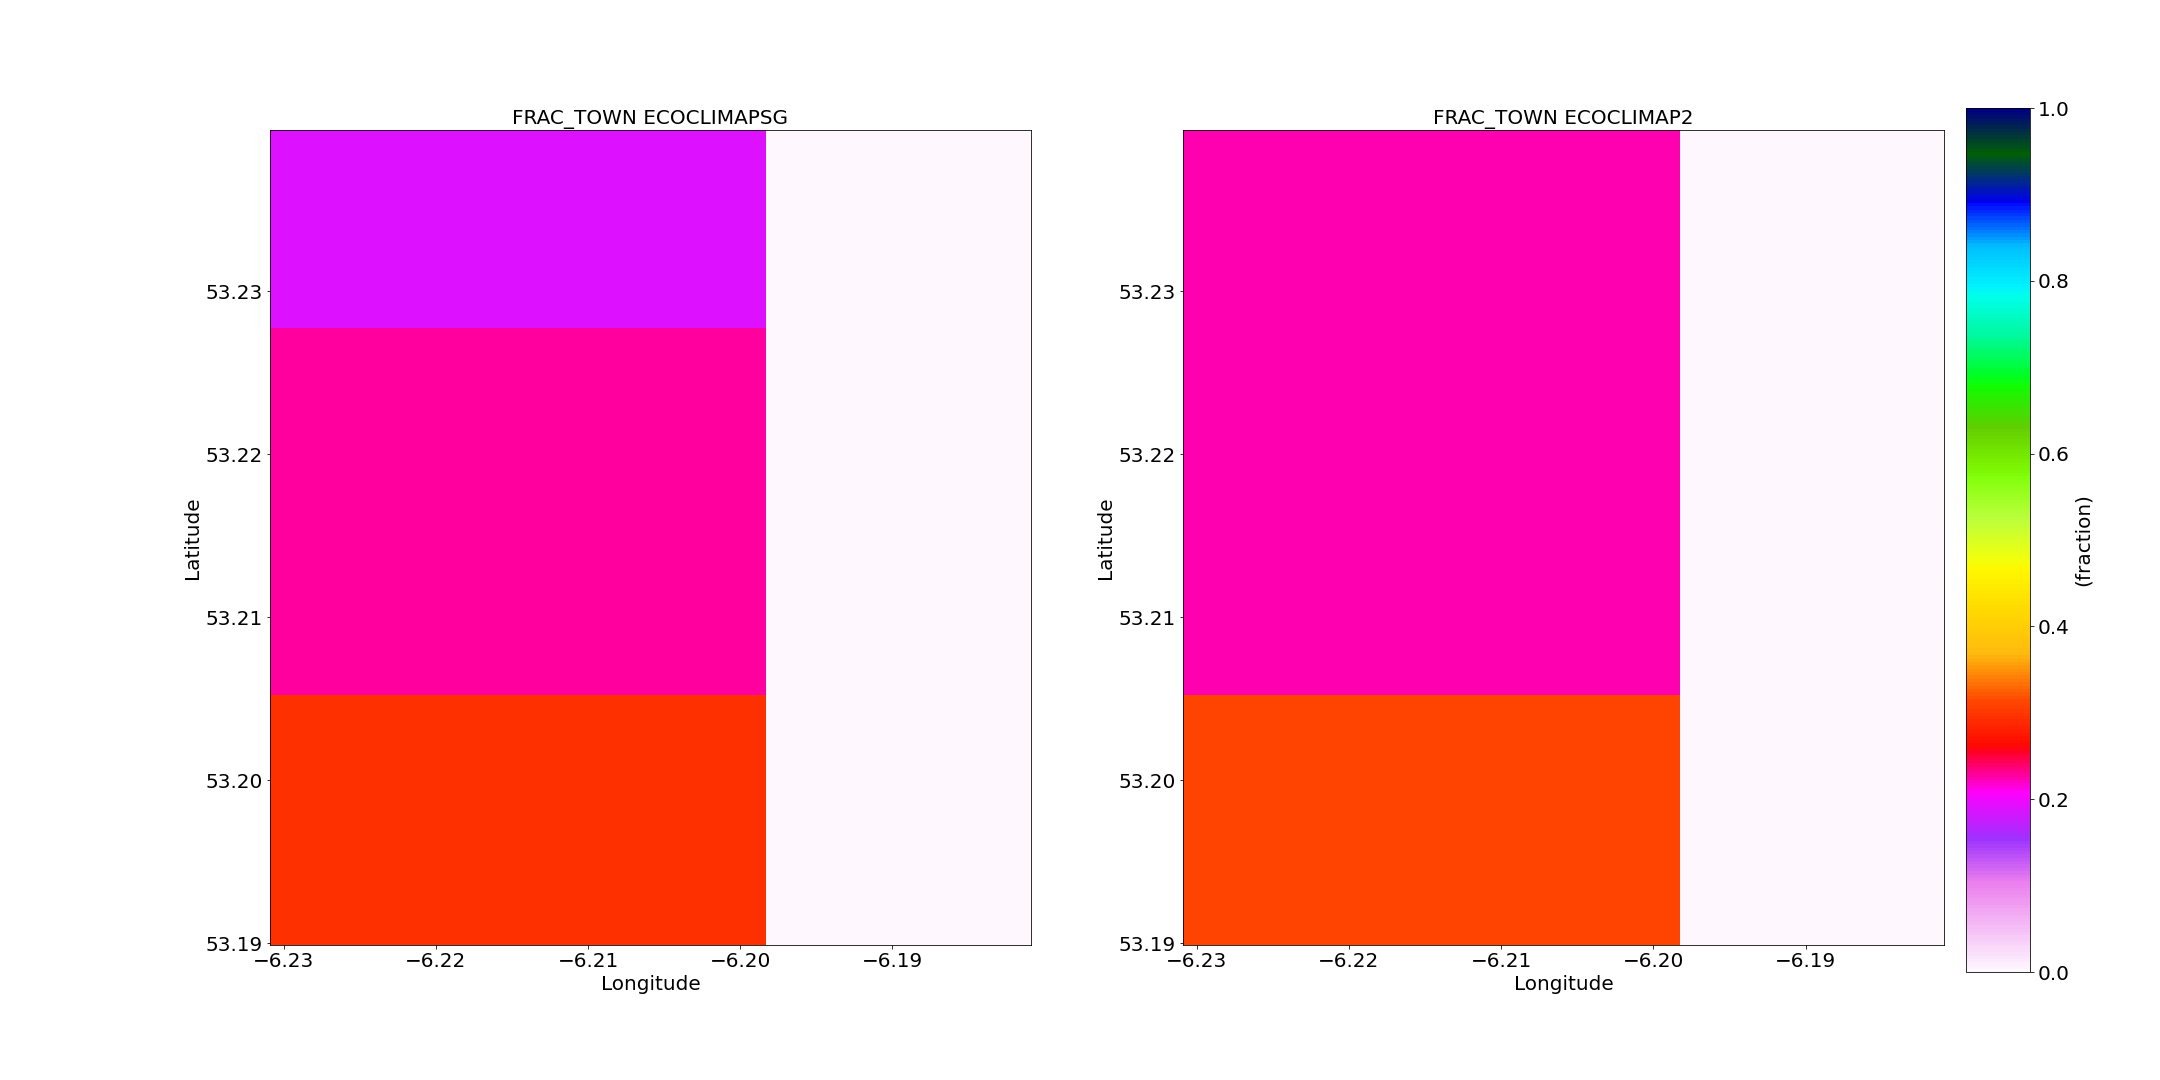 FRAC_TOWN ECOCLIMAPSG
53.23
53.22
53.21
53.20
53.19
Latitude
−6.23 −6.22 −6.21 −6.20 −6.19
Longitude
FRAC_TOWN ECOCLIMAP2
53.23
53.22
53.21
53.20
53.19
Latitude
−6.23 −6.22 −6.21 −6.20 −6.19
Longitude
1.0
0.8
0.6
0.4
0.2
0.0
(fraction)